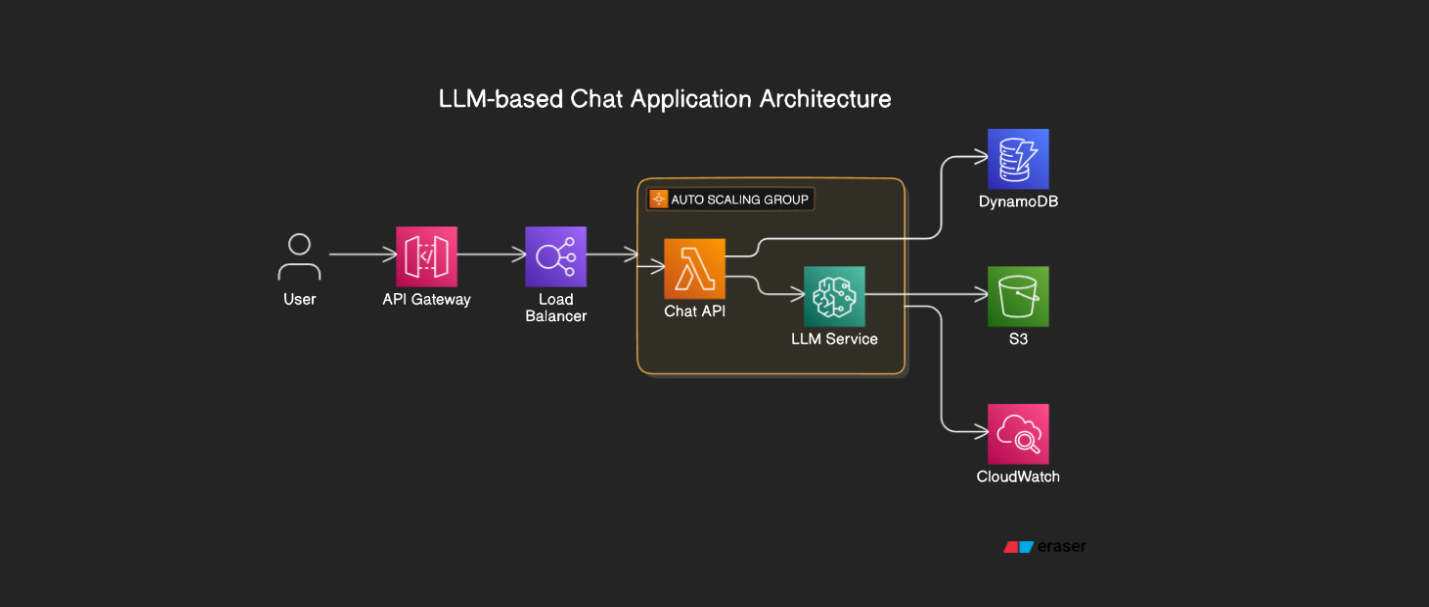 LLM-based Chat Application Architecture
AUTO SCALING GROUP
DynamoDB
User
API Gateway
Load
Balancer
Chat API
LLM Service
S3
CloudWatch
eraser